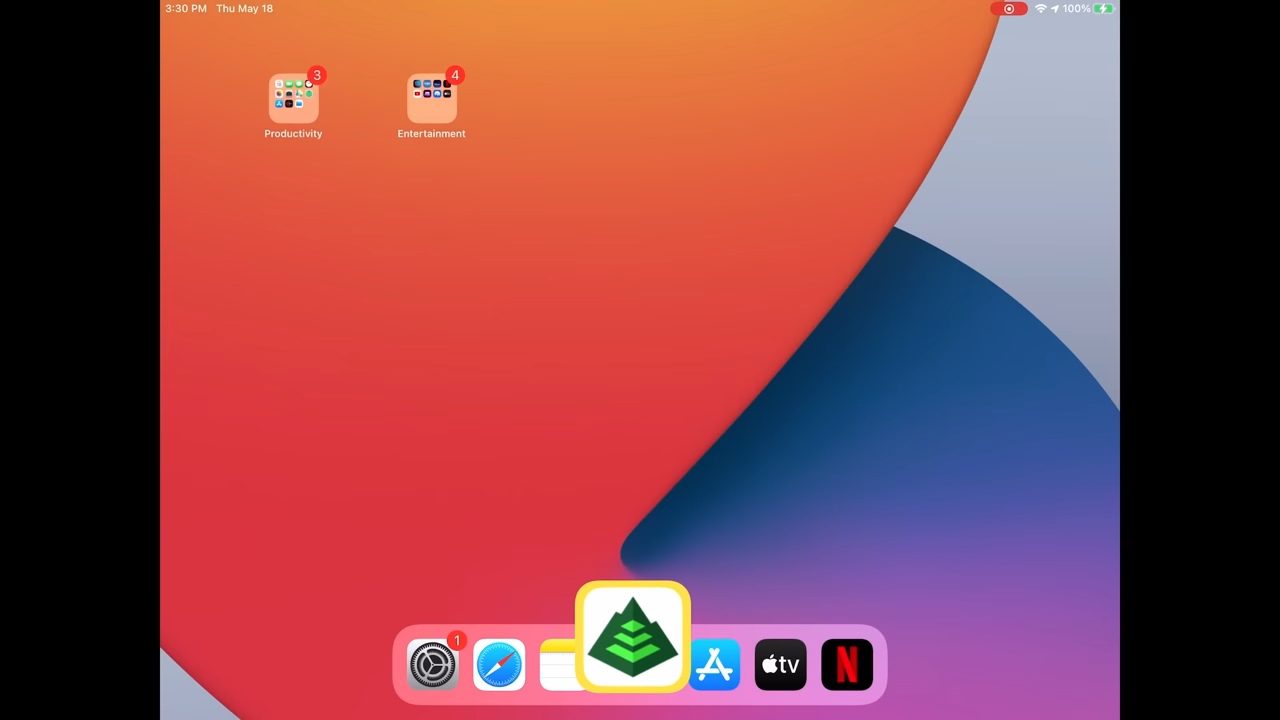 3:30 PM Thu May 18
100%
3
4
Productivity
Entertainment
1
tv
N